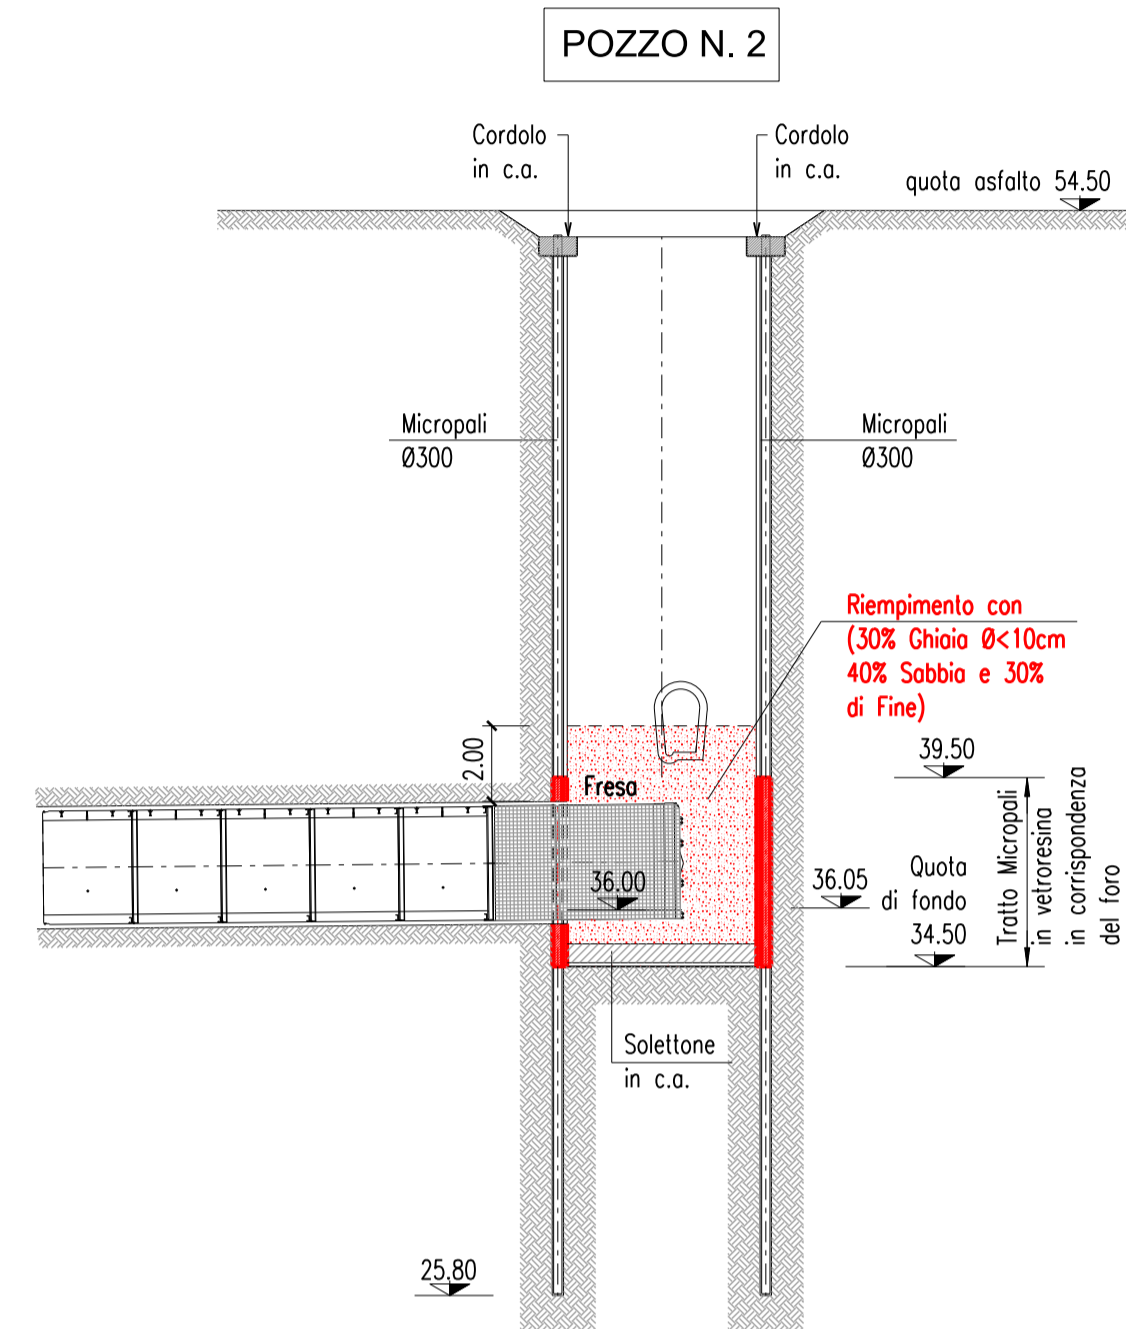 POZZO N. 2
Cordolo
in c.a.
Cordolo
in c.a.
quota asfalto 54.50
Micropali
Ø300
Micropali
Ø300
Riempimento con
(30% Ghiaia Ø<10cm
40% Sabbia e 30%
di Fine)
2.00
Fresa
39.50
36.00
36.05
Quota
di fondo
34.50
Tratto Micropali
in vetroresina
in corrispondenza
del foro
Solettone
in c.a.
25.80